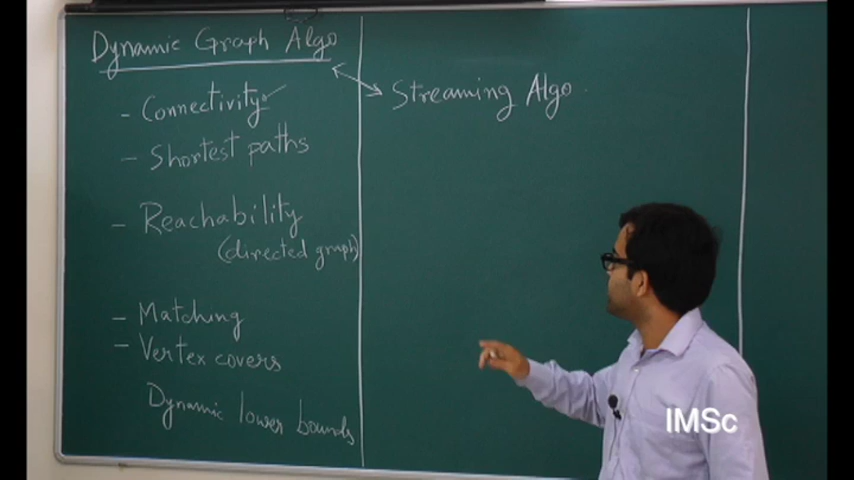 Dynamic Graph Algo
- Connectivity
- Shortest paths
- Reachability
(directed graph)
- Matching
- Vertex covers
Dynamic lower bounds
Streaming Algo.
IMSc